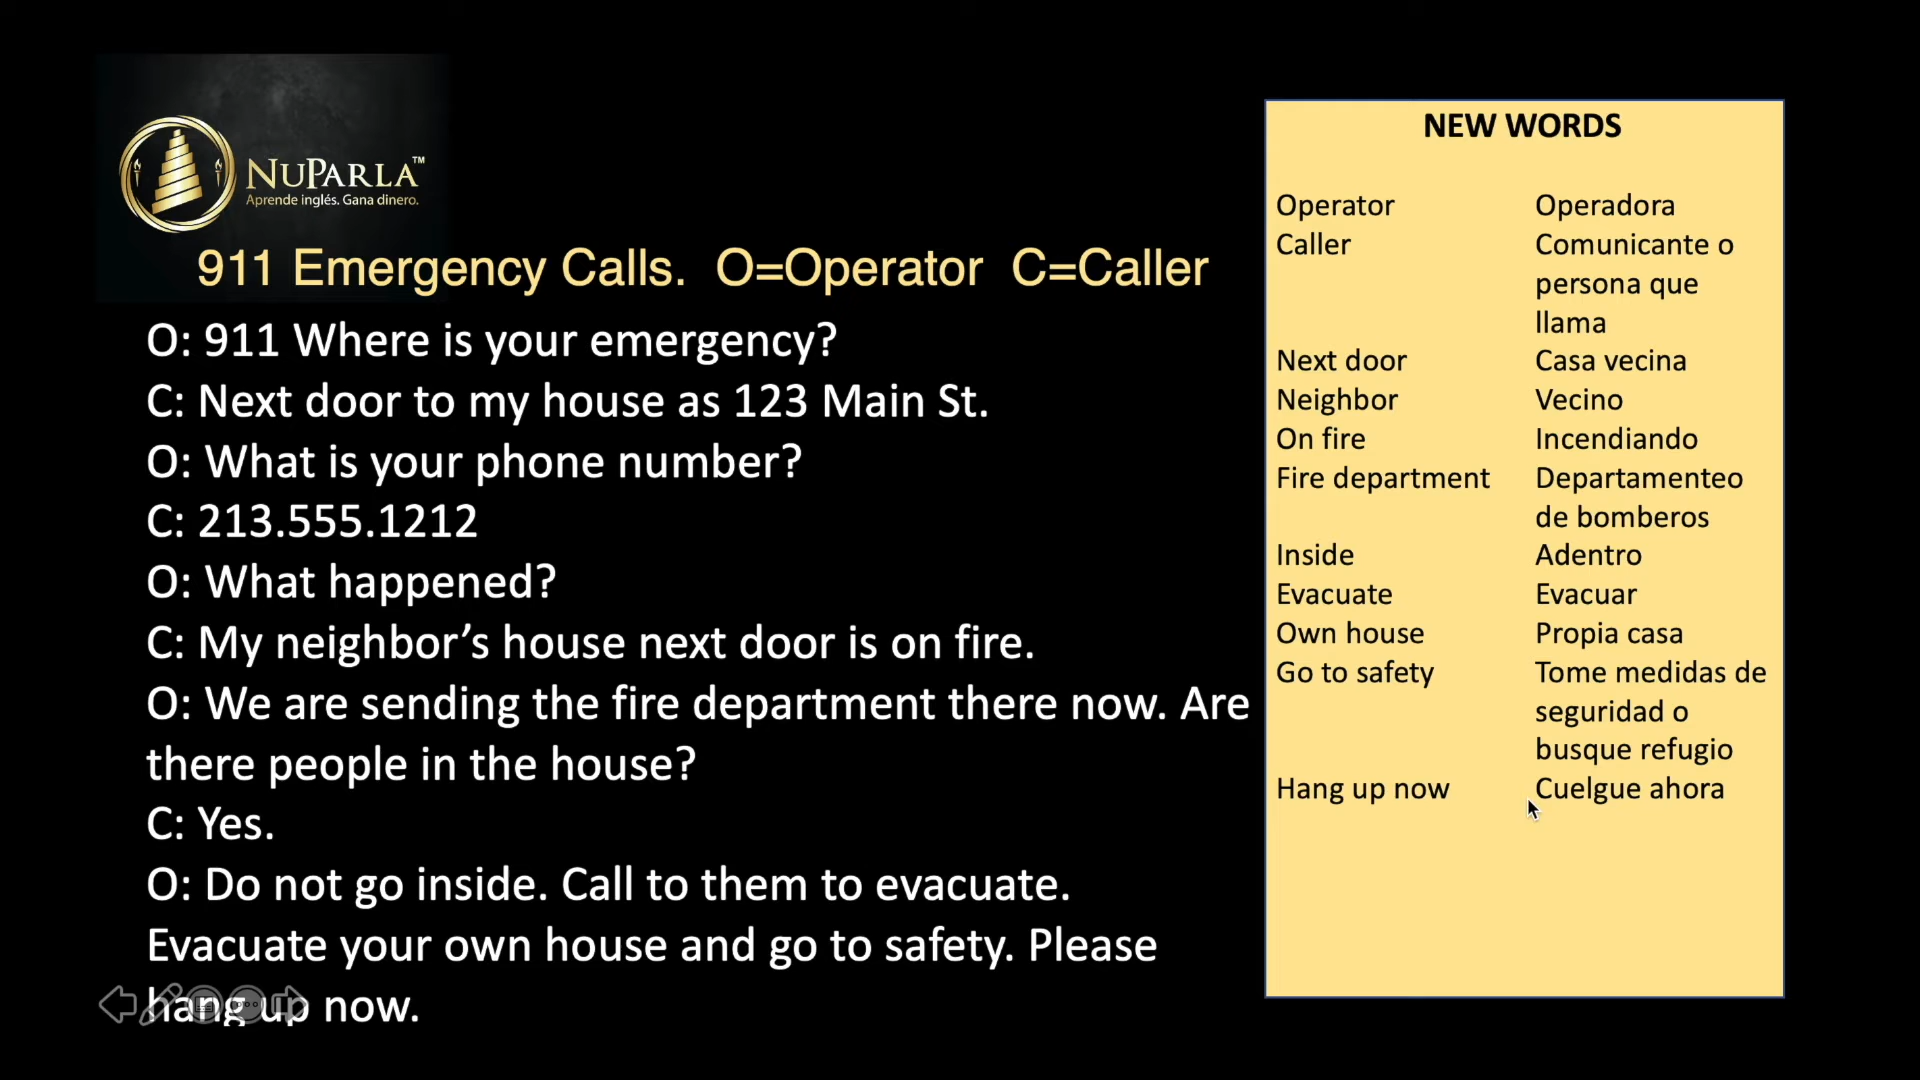 NUPARLA™
Aprende inglés. Gana dinero.
911 Emergency Calls. O=Operator C=Caller
O: 911 Where is your emergency?
C: Next door to my house as 123 Main St.
O: What is your phone number?
C: 213.555.1212
O: What happened?
C: My neighbor’s house next door is on fire.
O: We are sending the fire department there now. Are
there people in the house?
C: Yes.
O: Do not go inside. Call to them to evacuate.
Evacuate your own house and go to safety. Please
hang up now.
NEW WORDS
Operator Operadora
Caller Comunicante o
persona que
llama
Next door Casa vecina
Neighbor Vecino
On fire Incendiando
Fire department Departamenteo
de bomberos
Inside Adentro
Evacuate Evacuar
Own house Propia casa
Go to safety Tome medidas de
seguridad o
busque refugio
Hang up now Cuelgue ahora